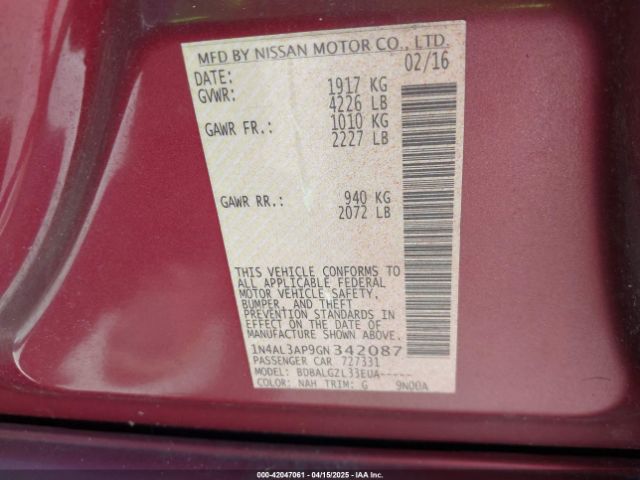 MFD BY NISSAN MOTOR CO., LTD.
DATE: 02/16
GVWR: 1917 KG
4226 LB
GAWR FR.: 1010 KG
2227 LB
GAWR RR.: 940 KG
2072 LB
THIS VEHICLE CONFORMS TO
ALL APPLICABLE FEDERAL
MOTOR VEHICLE SAFETY,
BUMPER, AND THEFT
PREVENTION STANDARDS IN
EFFECT ON THE DATE OF
MANUFACTURE SHOWN ABOVE.
1N4AL3AP9GN342087
PASSENGER CAR 727331
MODEL: BDBALGZL33EUA-----
COLOR: NAH TRIM: G 9N00A
000-42047061 - 04/15/2025 - IAA Inc.